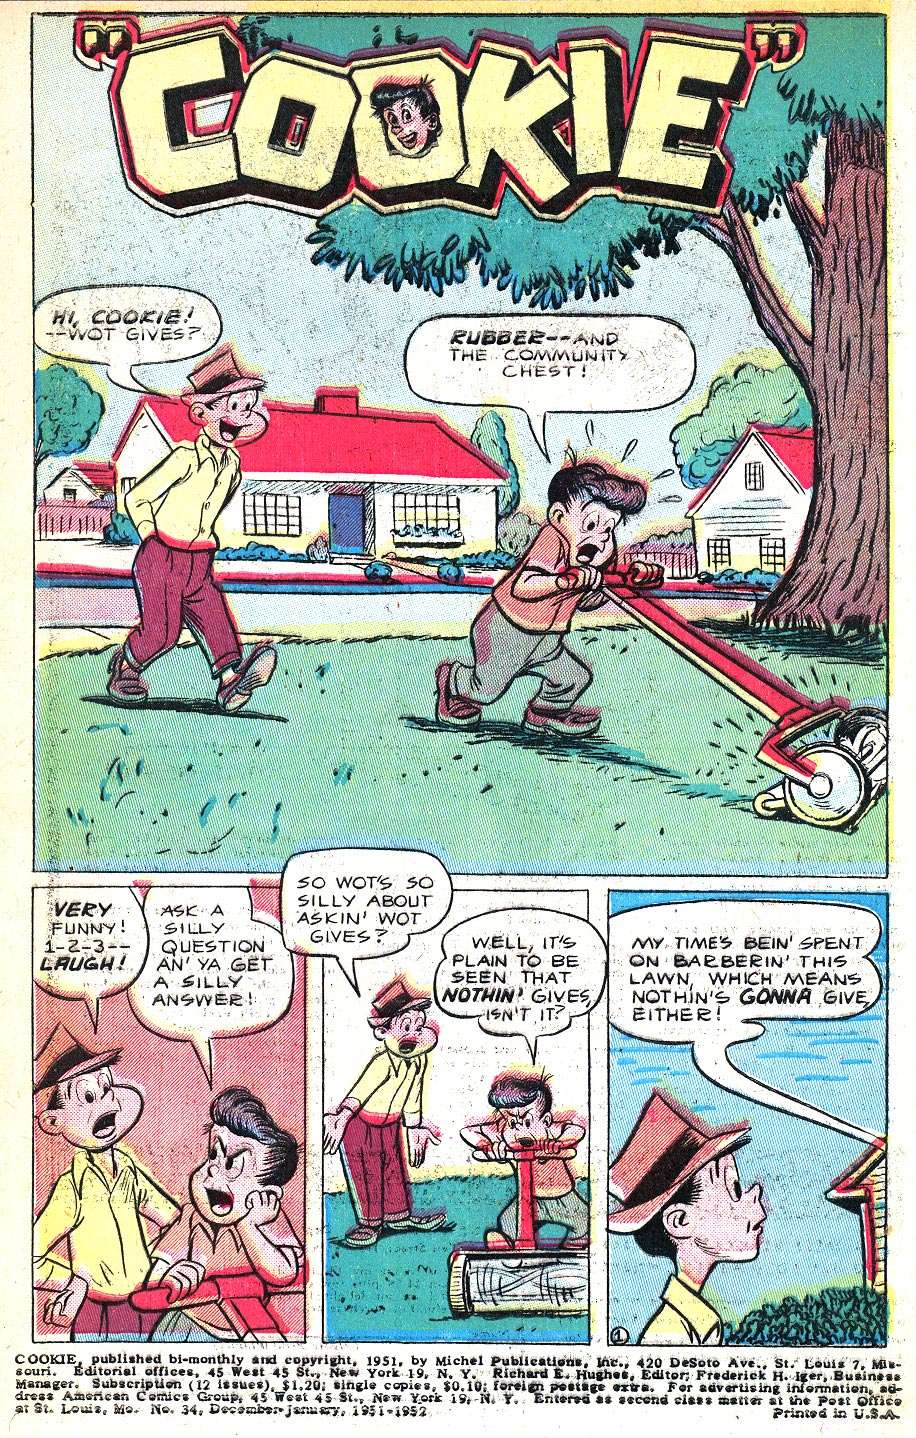 "COOKIE"
HI, COOKIE!
--WOT GIVES?
RUBBER--AND
THE COMMUNITY
CHEST!
VERY
FUNNY!
1-2-3--
LAUGH!
ASK A
SILLY
QUESTION
AN' YA GET
A SILLY
ANSWER!
SO WOT'S SO
SILLY ABOUT
ASKIN' WOT
GIVES?
WELL, IT'S
PLAIN TO BE
SEEN THAT
NOTHIN' GIVES,
ISN'T IT?
MY TIME'S BEIN' SPENT
ON BARBERIN' THIS
LAWN, WHICH MEANS
NOTHIN'S GONNA GIVE,
EITHER!
1
COOKIE, published bi-monthly and copyright, 1951, by Michel Publications, Inc., 420 DeSoto Ave., St. Louis 7, Mis-
souri. Editorial offices, 45 West 45 St., New York 19, N. Y. Richard E. Hughes, Editor; Frederick H. Iger, Business
Manager. Subscription (12 issues), $1.20; single copies, $0.10; foreign postage extra. For advertising information, ad-
dress American Comics Group, 45 West 45 St., New York 19, N. Y. Entered as second class matter at the Post Office
at St. Louis, Mo. No. 34, December-January, 1951-1952
Printed in U.S.A.